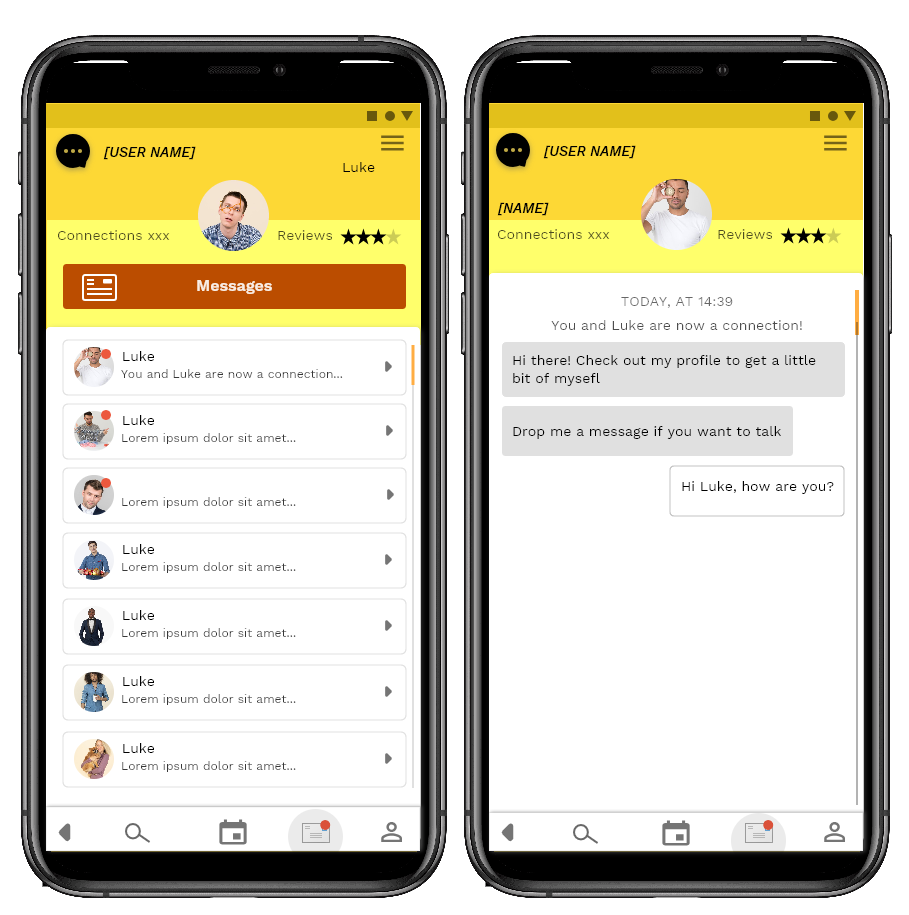 [USER NAME]
Luke
Connections xxx
Reviews
Messages
Luke
You and Luke are now a connection...
Luke
Lorem ipsum dolor sit amet...
Lorem ipsum dolor sit amet...
Luke
Lorem ipsum dolor sit amet...
Luke
Lorem ipsum dolor sit amet...
Luke
Lorem ipsum dolor sit amet...
Luke
Lorem ipsum dolor sit amet...
[USER NAME]
[NAME]
Connections xxx
Reviews
TODAY, AT 14:39
You and Luke are now a connection!
Hi there! Check out my profile to get a little
bit of mysefl
Drop me a message if you want to talk
Hi Luke, how are you?